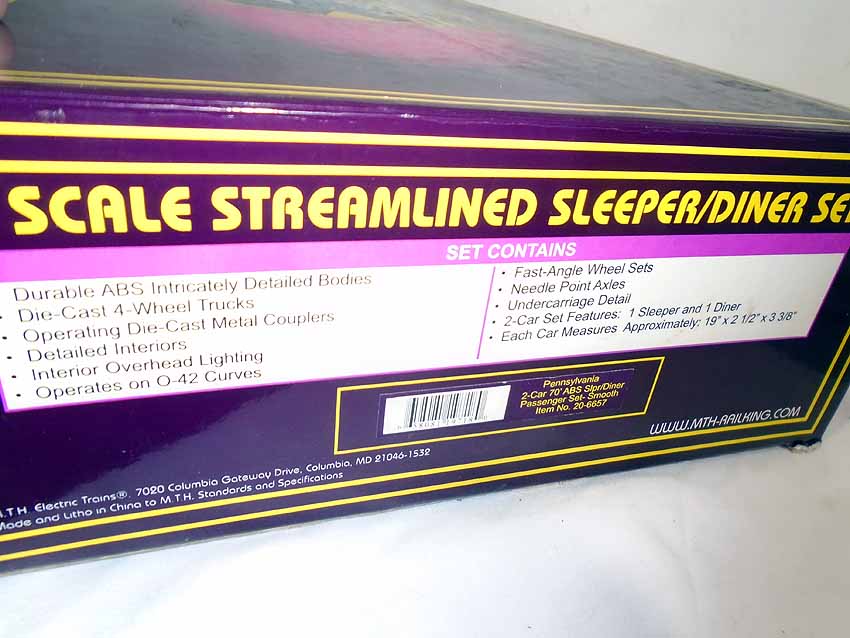 SCALE STREAMLINED SLEEPER/DINER SE
SET CONTAINS
Durable ABS Intricately Detailed Bodies
• Die-Cast 4-Wheel Trucks
• Operating Die-Cast Metal Couplers
• Detailed Interiors
• Interior Overhead Lighting
• Operates on O-42 Curves
• Fast-Angle Wheel Sets
• Needle Point Axles
• Undercarriage Detail
• 2-Car Set Features: 1 Sleeper and 1 Diner
• Each Car Measures Approximately: 19" x 2 1/2" x 3 3/8"
Pennsylvania
2-Car 70' ABS Slpr/Diner
Passenger Set- Smooth
Item No. 20-6657
WWW.MTH-RAILKING.COM
.T.H. Electric Trains®. 7020 Columbia Gateway Drive, Columbia, MD 21046-1532
Made and Litho in China to M.T.H. Standards and Specifications